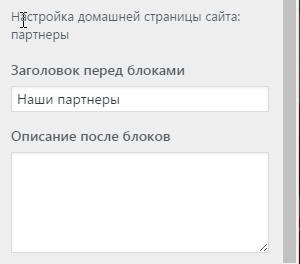 Настройка домашней страницы сайта:
партнеры
Заголовок перед блоками
Наши партнеры
Описание после блоков